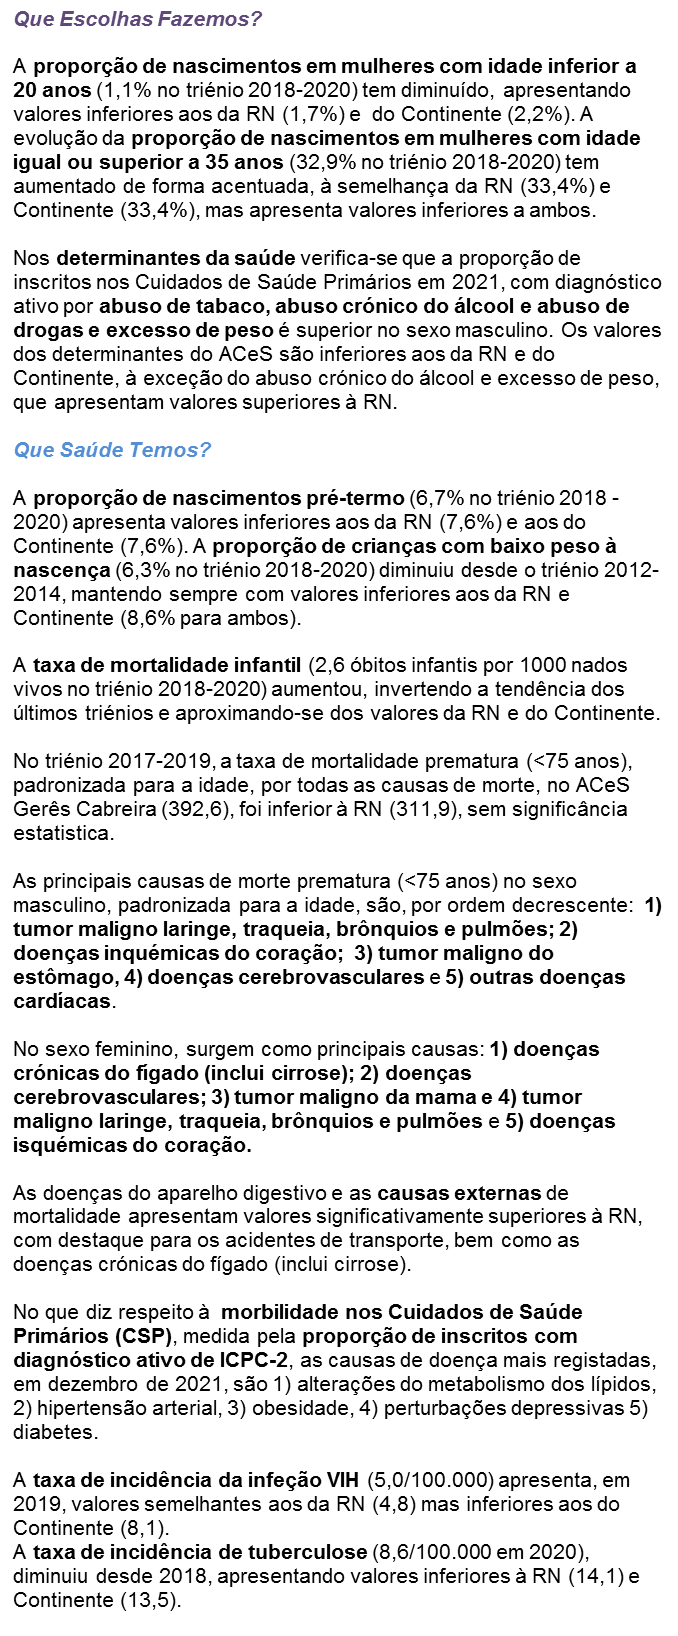 Que Escolhas Fazemos?
A proporção de nascimentos em mulheres com idade inferior a
20 anos (1,1% no triénio 2018-2020) tem diminuído, apresentando
valores inferiores aos da RN (1,7%) e do Continente (2,2%). A
evolução da proporção de nascimentos em mulheres com idade
igual ou superior a 35 anos (32,9% no triénio 2018-2020) tem
aumentado de forma acentuada, à semelhança da RN (33,4%) e
Continente (33,4%), mas apresenta valores inferiores a ambos.
Nos determinantes da saúde verifica-se que a proporção de
inscritos nos Cuidados de Saúde Primários em 2021, com diagnóstico
ativo por abuso de tabaco, abuso crónico do álcool e abuso de
drogas e excesso de peso é superior no sexo masculino. Os valores
dos determinantes do ACeS são inferiores aos da RN e do
Continente, à exceção do abuso crónico do álcool e excesso de peso,
que apresentam valores superiores à RN.
Que Saúde Temos?
A proporção de nascimentos pré-termo (6,7% no triénio 2018 -
2020) apresenta valores inferiores aos da RN (7,6%) e aos do
Continente (7,6%). A proporção de crianças com baixo peso à
nascença (6,3% no triénio 2018-2020) diminuiu desde o triénio 2012-
2014, mantendo sempre com valores inferiores aos da RN e
Continente (8,6% para ambos).
A taxa de mortalidade infantil (2,6 óbitos infantis por 1000 nados
vivos no triénio 2018-2020) aumentou, invertendo a tendência dos
últimos triénios e aproximando-se dos valores da RN e do Continente.
No triénio 2017-2019, a taxa de mortalidade prematura (<75 anos),
padronizada para a idade, por todas as causas de morte, no ACeS
Gerês Cabreira (392,6), foi inferior à RN (311,9), sem significância
estatistica.
As principais causas de morte prematura (<75 anos) no sexo
masculino, padronizada para a idade, são, por ordem decrescente: 1)
tumor maligno laringe, traqueia, brônquios e pulmões; 2)
doenças inquémicas do coração; 3) tumor maligno do
estômago, 4) doenças cerebrovasculares e 5) outras doenças
cardíacas.
No sexo feminino, surgem como principais causas: 1) doenças
crónicas do fígado (inclui cirrose); 2) doenças
cerebrovasculares; 3) tumor maligno da mama e 4) tumor
maligno laringe, traqueia, brônquios e pulmões e 5) doenças
isquémicas do coração.
As doenças do aparelho digestivo e as causas externas de
mortalidade apresentam valores significativamente superiores à RN,
com destaque para os acidentes de transporte, bem como as
doenças crónicas do fígado (inclui cirrose).
No que diz respeito à morbilidade nos Cuidados de Saúde
Primários (CSP), medida pela proporção de inscritos com
diagnóstico ativo de ICPC-2, as causas de doença mais registadas,
em dezembro de 2021, são 1) alterações do metabolismo dos lípidos,
2) hipertensão arterial, 3) obesidade, 4) perturbações depressivas 5)
diabetes.
A taxa de incidência da infeção VIH (5,0/100.000) apresenta, em
2019, valores semelhantes aos da RN (4,8) mas inferiores aos do
Continente (8,1).
A taxa de incidência de tuberculose (8,6/100.000 em 2020),
diminuiu desde 2018, apresentando valores inferiores à RN (14,1) e
Continente (13,5).